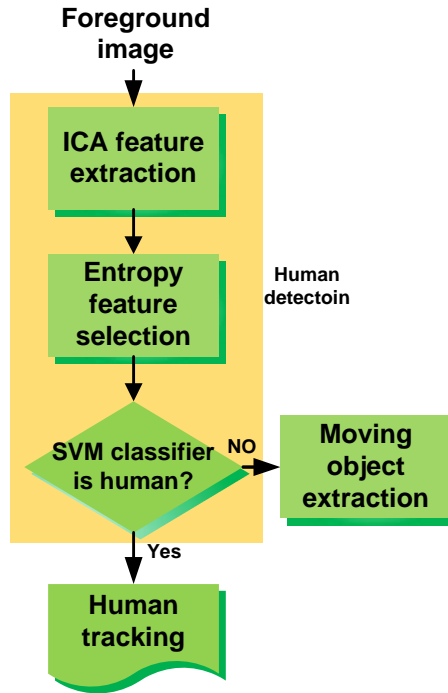 Foreground
image
ICA feature
extraction
Entropy
feature
selection
Human
detectoin
SVM classifier
is human?
NO
Moving
object
extraction
Yes
Human
tracking